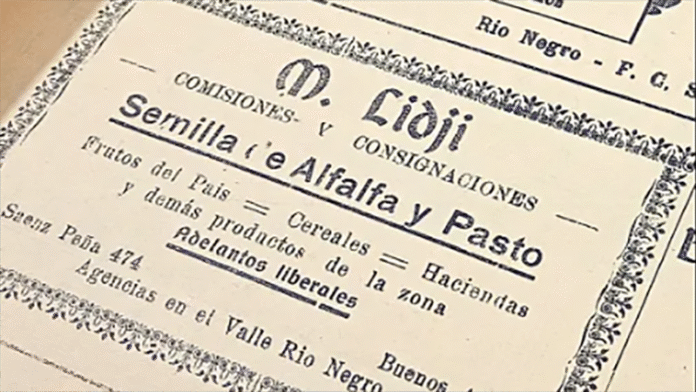 Rio Negro - F. C. S
M. Lidji
COMISIONES- Y CONSIGNACIONES
Semilla de Alfalfa y Pasto
Frutos del País = Cereales = Haciendas
y demás productos de la zona
Adelantos liberales
Saenz Peña 474
Buenos
Agencias en el Valle Rio Negro